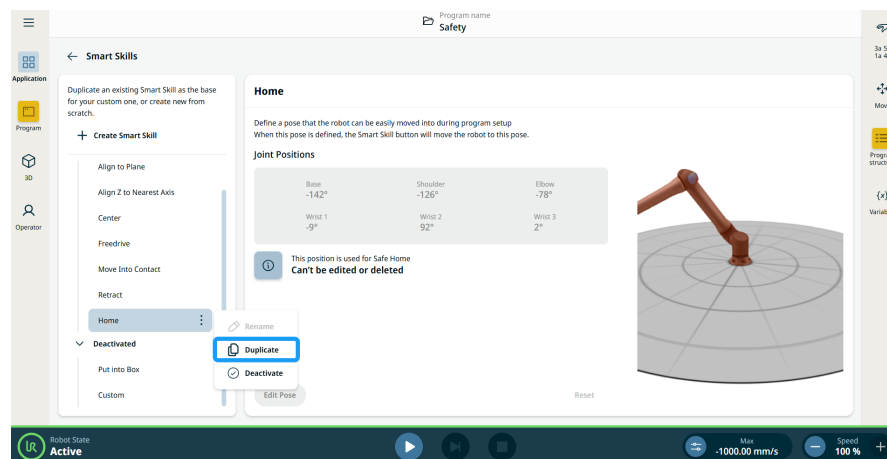 Program name
Safety
Smart Skills
Application
Program
3D
Operator
Duplicate an existing Smart Skill as the base
for your custom one, or create new from
scratch.
Create Smart Skill
Align to Plane
Align Z to Nearest Axis
Center
Freedrive
Move Into Contact
Retract
Home
Deactivated
Put into Box
Custom
Rename
Duplicate
Deactivate
Home
Define a pose that the robot can be easily moved into during program setup
When this pose is defined, the Smart Skill button will move the robot to this pose.
Joint Positions
Base Shoulder Elbow
-142° -126° -78°
Wrist 1 Wrist 2 Wrist 3
-9° 92° 2°
This position is used for Safe Home
Can't be edited or deleted
Edit Pose Reset
3a 5
1a 4
Mov
Progr
structu
{x}
Variabl
Robot State
Active
Max
-1000.00 mm/s
Speed
100 %